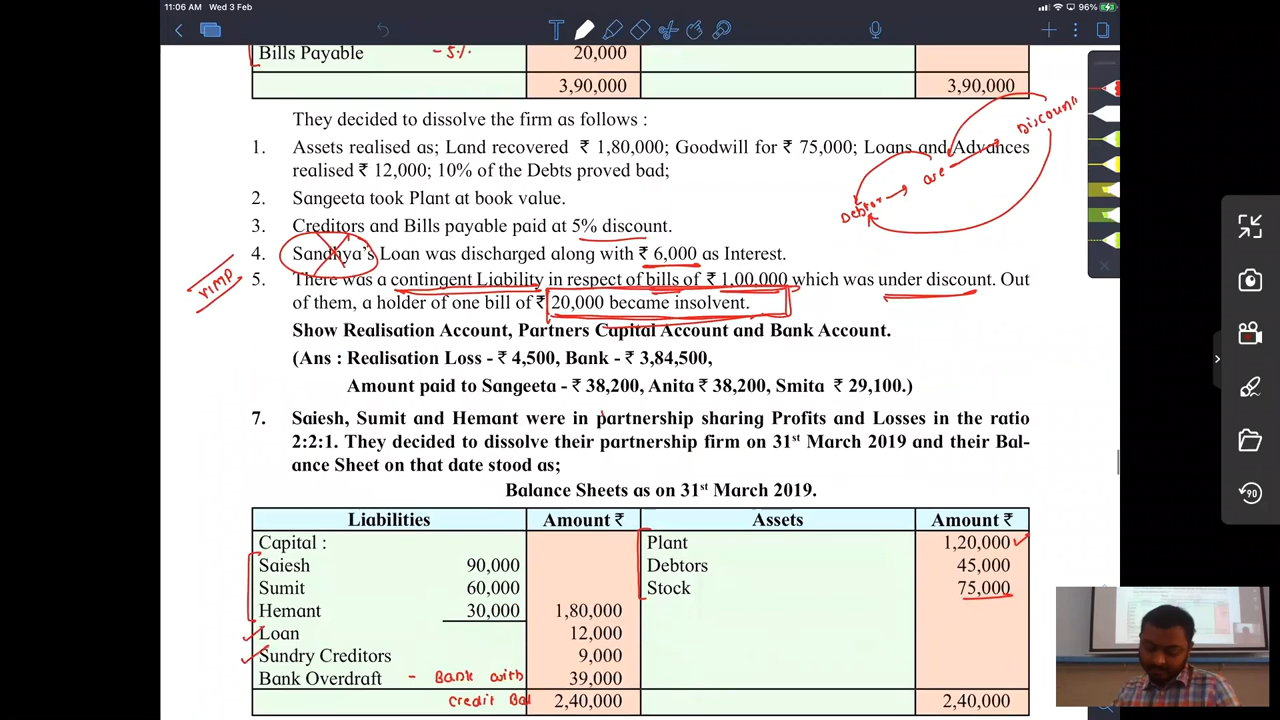 11:06 AM Wed 3 Feb
96%
Bills Payable - 5% 20,000
3,90,000 3,90,000
They decided to dissolve the firm as follows :
Discount
1. Assets realised as; Land recovered ₹ 1,80,000; Goodwill for ₹ 75,000; Loans and Advances
realised ₹ 12,000; 10% of the Debts proved bad;
are
2. Sangeeta took Plant at book value.
Debtor
3. Creditors and Bills payable paid at 5% discount.
4. Sandhya's Loan was discharged along with ₹ 6,000 as Interest.
VIMP
5. There was a contingent Liability in respect of bills of ₹ 1,00,000 which was under discount. Out
of them, a holder of one bill of ₹ 20,000 became insolvent.
Show Realisation Account, Partners Capital Account and Bank Account.
(Ans : Realisation Loss - ₹ 4,500, Bank - ₹ 3,84,500,
Amount paid to Sangeeta - ₹ 38,200, Anita ₹ 38,200, Smita ₹ 29,100.)
7. Saiesh, Sumit and Hemant were in partnership sharing Profits and Losses in the ratio
2:2:1. They decided to dissolve their partnership firm on 31st March 2019 and their Bal-
ance Sheet on that date stood as;
Balance Sheets as on 31st March 2019.
Liabilities Amount ₹ Assets Amount ₹
Capital : Plant 1,20,000
Saiesh 90,000 Debtors 45,000
Sumit 60,000 Stock 75,000
Hemant 30,000 1,80,000
Loan 12,000
Sundry Creditors 9,000
Bank Overdraft - Bank with 39,000
credit Bal 2,40,000 2,40,000
90